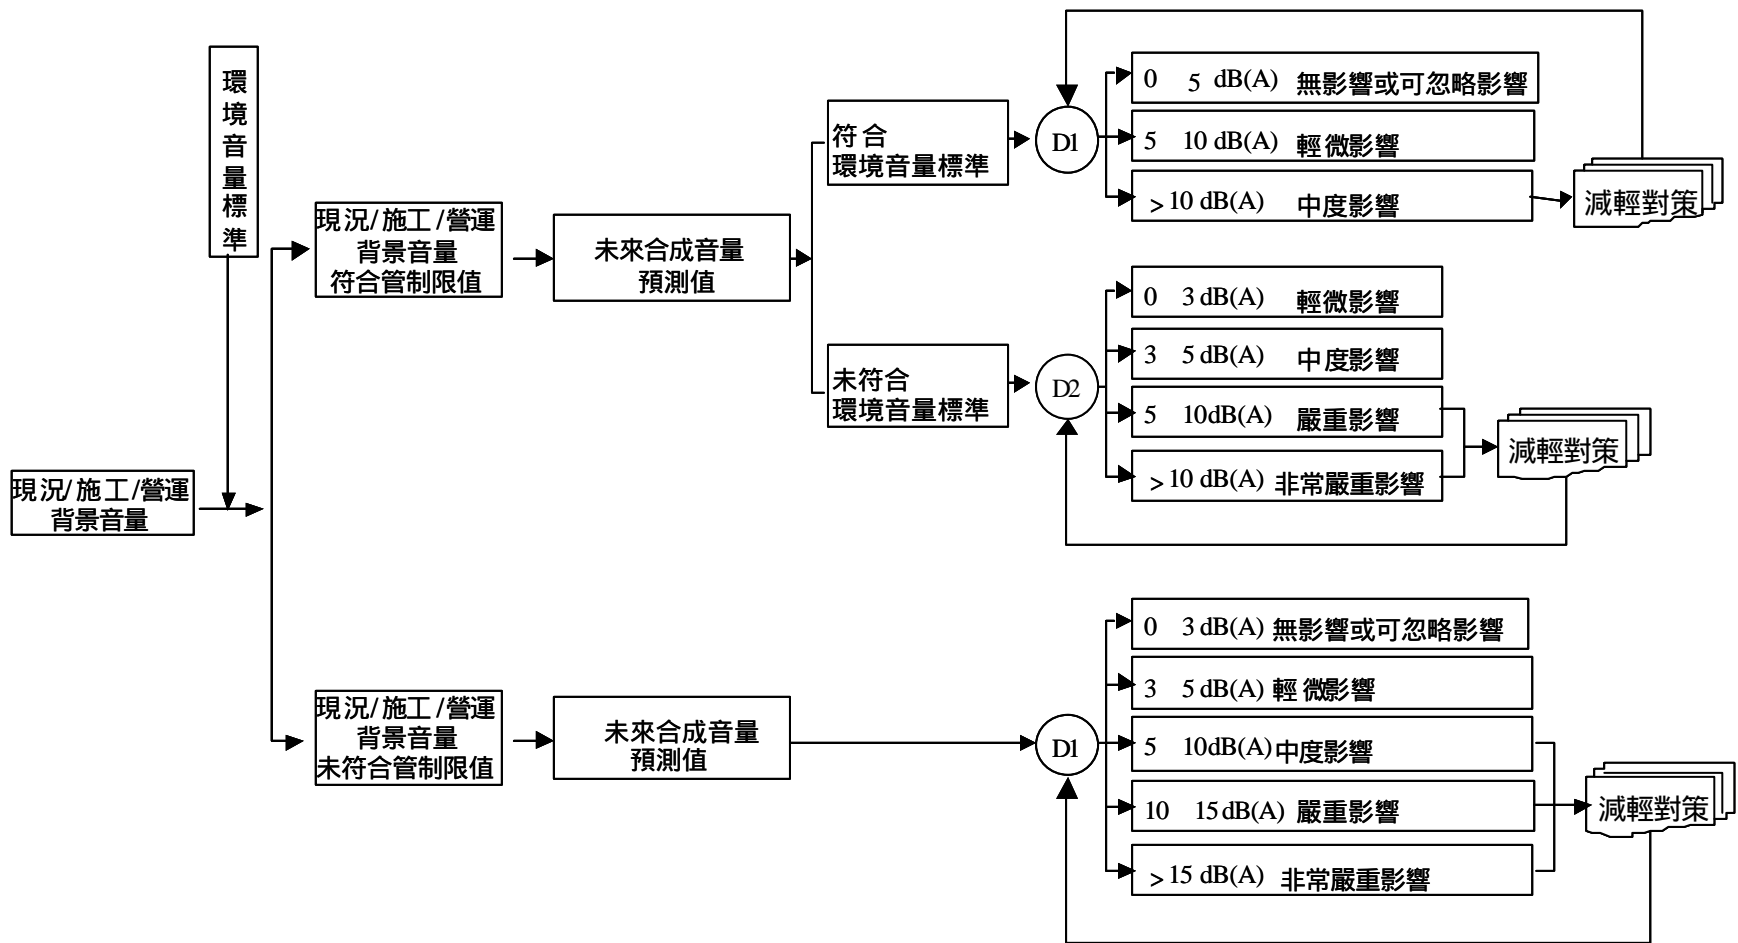 環境音量標準
現況/施工/營運
背景音量
現況/施工/營運
背景音量
符合管制限值
未來合成音量
預測值
符合
環境音量標準
D1
0 5 dB(A) 無影響或可忽略影響
5 10 dB(A) 輕微影響
>10 dB(A) 中度影響
減輕對策
未符合
環境音量標準
D2
0 3 dB(A) 輕微影響
3 5 dB(A) 中度影響
5 10dB(A) 嚴重影響
>10 dB(A) 非常嚴重影響
減輕對策
現況/施工/營運
背景音量
未符合管制限值
未來合成音量
預測值
D1
0 3 dB(A) 無影響或可忽略影響
3 5 dB(A) 輕微影響
5 10dB(A) 中度影響
10 15 dB(A) 嚴重影響
>15 dB(A) 非常嚴重影響
減輕對策